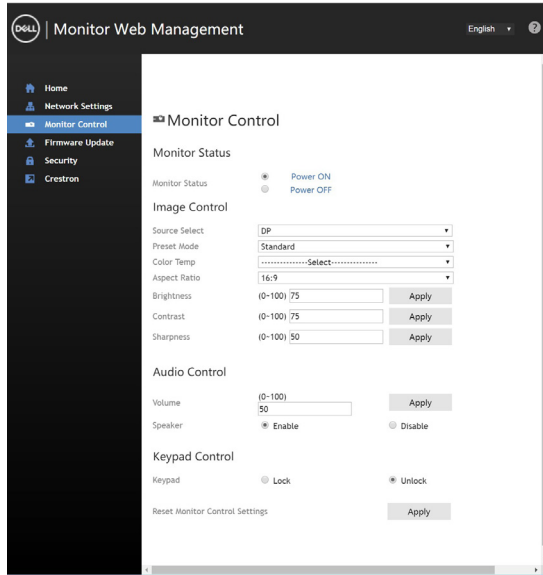 DELL Monitor Web Management English
Home
Network Settings
Monitor Control
Firmware Update
Security
Crestron
Monitor Control
Monitor Status
Monitor Status Power ON
Power OFF
Image Control
Source Select DP
Preset Mode Standard
Color Temp ---------------Select---------------
Aspect Ratio 16:9
Brightness (0~100) 75 Apply
Contrast (0~100) 75 Apply
Sharpness (0~100) 50 Apply
Audio Control
(0~100)
Volume 50 Apply
Speaker Enable Disable
Keypad Control
Keypad Lock Unlock
Reset Monitor Control Settings Apply